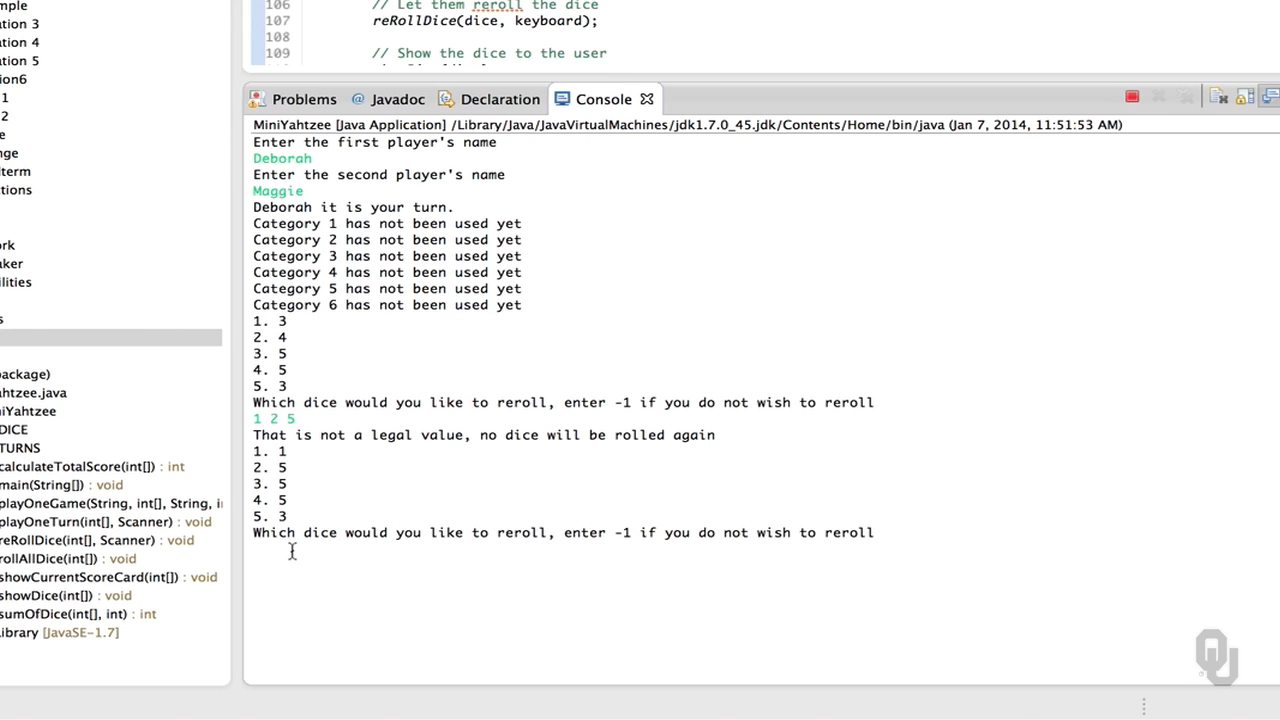 mple
ation 3
ation 4
ation 5
ion6
1
2
e
nge
dterm
ctions
ork
aker
ilities
s
package)
ahtzee.java
niYahtzee
DICE
TURNS
calculateTotalScore(int[]) : int
main(String[]) : void
playOneGame(String, int[], String, i
playOneTurn(int[], Scanner) : void
reRollDice(int[], Scanner) : void
rollAllDice(int[]) : void
showCurrentScoreCard(int[]) : void
showDice(int[]) : void
sumOfDice(int[], int) : int
ibrary [JavaSE-1.7]
106 // Let them reroll the dice
107 reRollDice(dice, keyboard);
108
109 // Show the dice to the user
Problems @ Javadoc Declaration Console
MiniYahtzee [Java Application] /Library/Java/JavaVirtualMachines/jdk1.7.0_45.jdk/Contents/Home/bin/java (Jan 7, 2014, 11:51:53 AM)
Enter the first player's name
Deborah
Enter the second player's name
Maggie
Deborah it is your turn.
Category 1 has not been used yet
Category 2 has not been used yet
Category 3 has not been used yet
Category 4 has not been used yet
Category 5 has not been used yet
Category 6 has not been used yet
1. 3
2. 4
3. 5
4. 5
5. 3
Which dice would you like to reroll, enter -1 if you do not wish to reroll
1 2 5
That is not a legal value, no dice will be rolled again
1. 1
2. 5
3. 5
4. 5
5. 3
Which dice would you like to reroll, enter -1 if you do not wish to reroll
OU